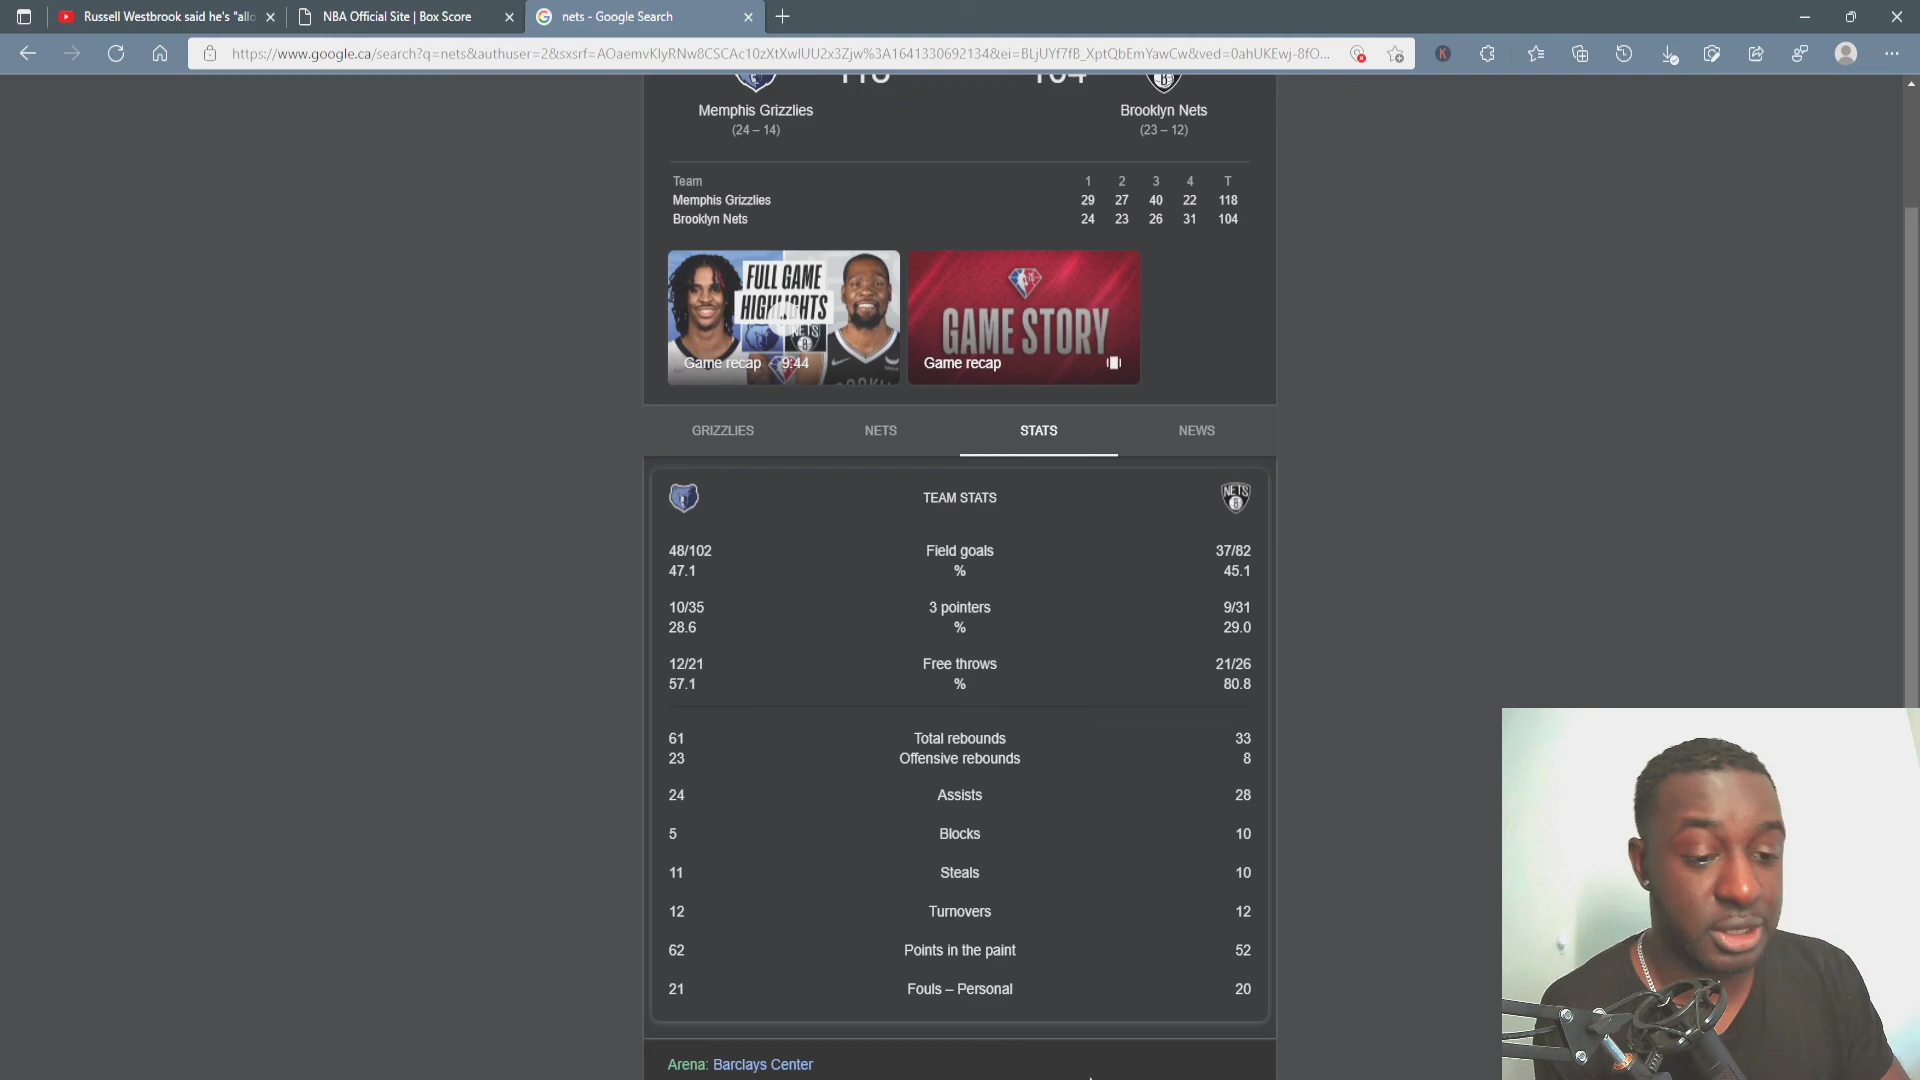 Russell Westbrook said he's "allo
NBA Official Site | Box Score
nets - Google Search
https://www.google.ca/search?q=nets&authuser=2&sxsrf=AOaemvKlyRNw8CSCAc10zXtXwIUU2x3Zjw%3A1641330692134&ei=BLjUYf7fB_XptQbEmYawCw&ved=0ahUKEwj-8fO...
118 104
Memphis Grizzlies Brooklyn Nets
(24 – 14) (23 – 12)
Team 1 2 3 4 T
Memphis Grizzlies 29 27 40 22 118
Brooklyn Nets 24 23 26 31 104
FULL GAME
HIGHLIGHTS
NETS
Game recap 9:44
GAME STORY
Game recap
GRIZZLIES NETS STATS NEWS
TEAM STATS
NETS
B
48/102 Field goals 37/82
47.1 % 45.1
10/35 3 pointers 9/31
28.6 % 29.0
12/21 Free throws 21/26
57.1 % 80.8
61 Total rebounds 33
23 Offensive rebounds 8
24 Assists 28
5 Blocks 10
11 Steals 10
12 Turnovers 12
62 Points in the paint 52
21 Fouls – Personal 20
Arena: Barclays Center